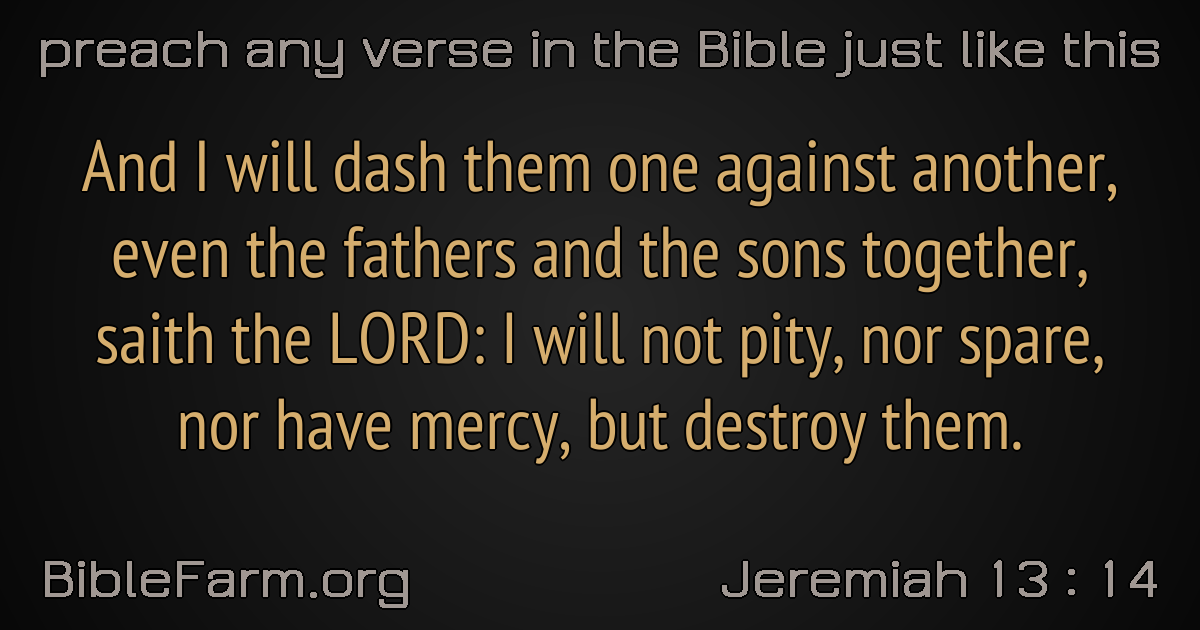 preach any verse in the Bible just like this
And I will dash them one against another,
even the fathers and the sons together,
saith the LORD: I will not pity, nor spare,
nor have mercy, but destroy them.
BibleFarm.org
Jeremiah 13 : 14